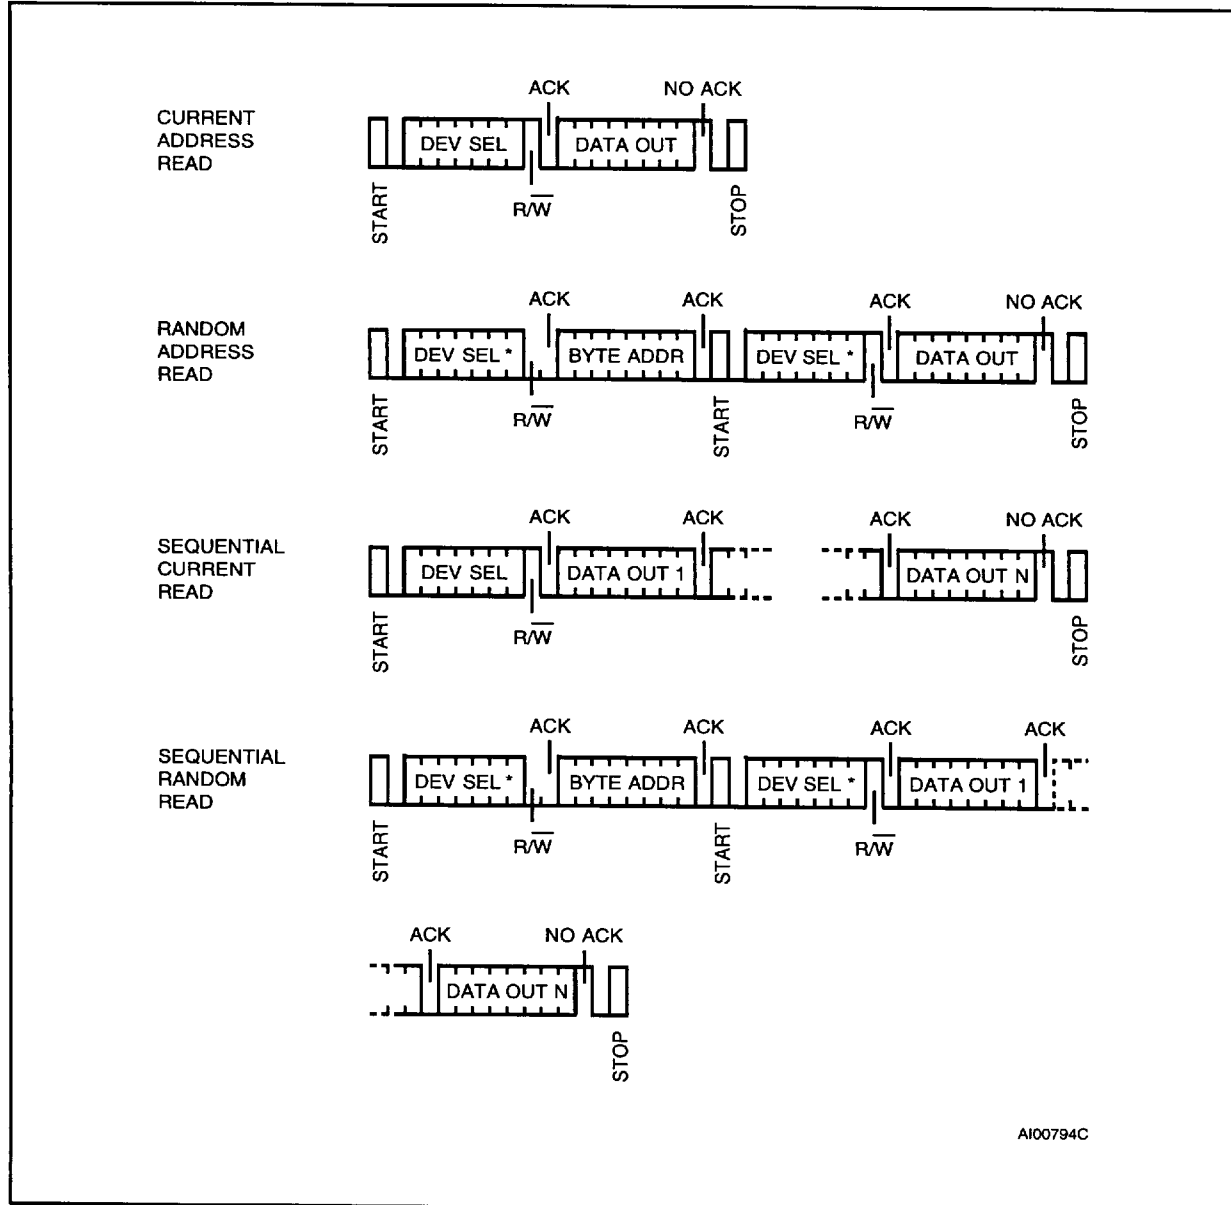 ACK NO ACK
CURRENT
ADDRESS
READ
DEV SEL DATA OUT
START R/W STOP
ACK ACK ACK NO ACK
RANDOM
ADDRESS
READ
DEV SEL * BYTE ADDR DEV SEL * DATA OUT
START R/W START R/W STOP
ACK ACK ACK NO ACK
SEQUENTIAL
CURRENT
READ
DEV SEL DATA OUT 1 DATA OUT N
START R/W STOP
ACK ACK ACK ACK
SEQUENTIAL
RANDOM
READ
DEV SEL * BYTE ADDR DEV SEL * DATA OUT 1
START R/W START R/W
ACK NO ACK
DATA OUT N
STOP
AI00794C